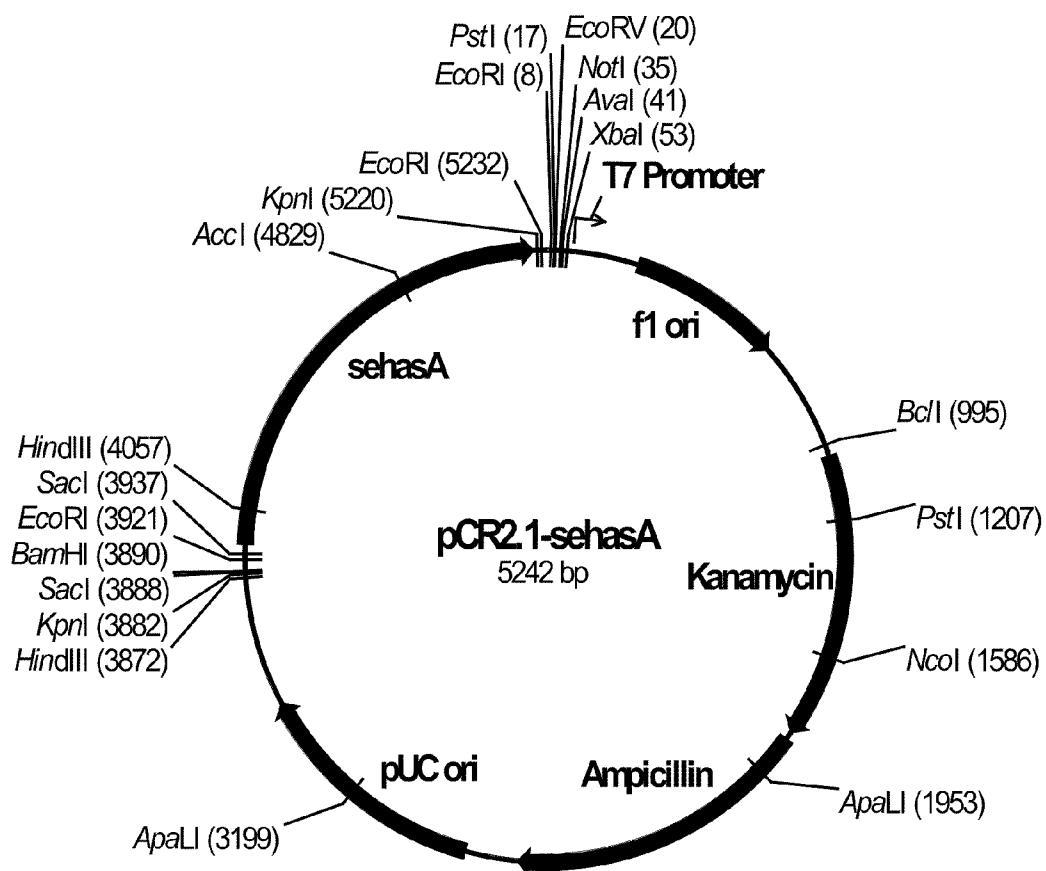 PstI (17)
EcoRI (8)
EcoRV (20)
NotI (35)
AvaI (41)
XbaI (53)
T7 Promoter
EcoRI (5232)
KpnI (5220)
AccI (4829)
f1 ori
sehasA
BclI (995)
HindIII (4057)
SacI (3937)
EcoRI (3921)
BamHI (3890)
SacI (3888)
KpnI (3882)
HindIII (3872)
pCR2.1-sehasA
5242 bp
PstI (1207)
Kanamycin
NcoI (1586)
pUC ori
Ampicillin
ApaLI (1953)
ApaLI (3199)